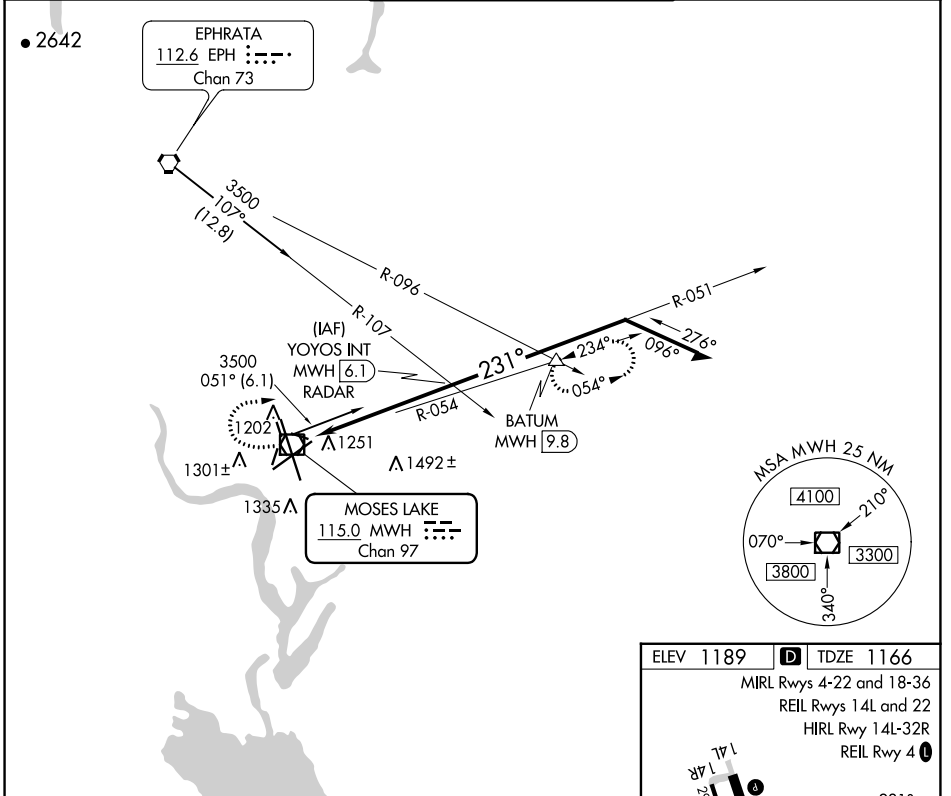 2642
EPHRATA
112.6 EPH
Chan 73
3500
107°
(12.8)
R-096
R-107
R-051
276°
096°
234°
054°
231°
(IAF)
YOYOS INT
MWH 6.1
RADAR
3500
051° (6.1)
R-054
BATUM
MWH 9.8
1202
1251
1301±
1492±
1335
MOSES LAKE
115.0 MWH
Chan 97
MSA MWH 25 NM
4100
210°
070°
3300
3800
340°
ELEV 1189 D TDZE 1166
MIRL Rwys 4-22 and 18-36
REIL Rwys 14L and 22
HIRL Rwy 14L-32R
REIL Rwy 4 L
14L
14R
P